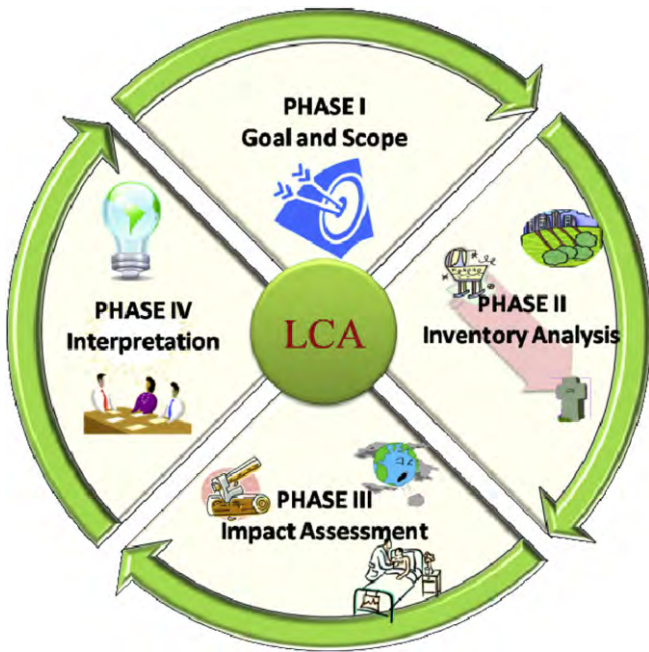 PHASE I
Goal and Scope
PHASE II
Inventory Analysis
PHASE III
Impact Assessment
PHASE IV
Interpretation
LCA